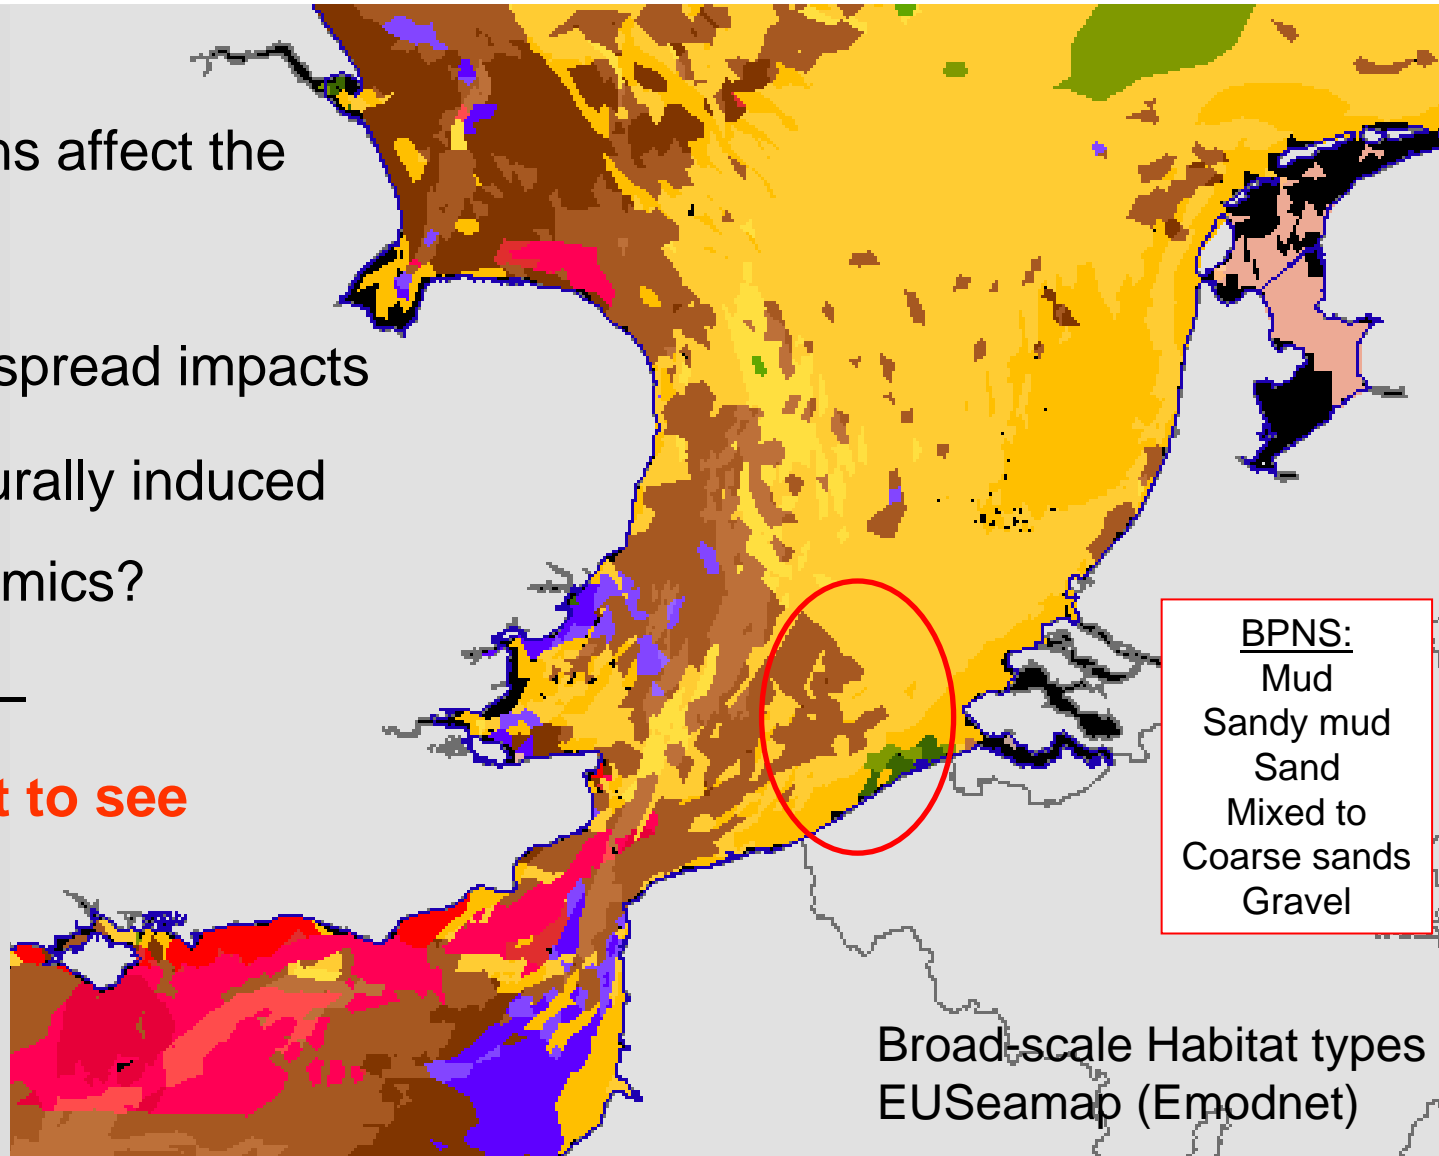 ns affect the
spread impacts
urally induced
mics?
t to see
BPNS:
Mud
Sandy mud
Sand
Mixed to
Coarse sands
Gravel
Broad-scale Habitat types
EUSeamap (Emodnet)